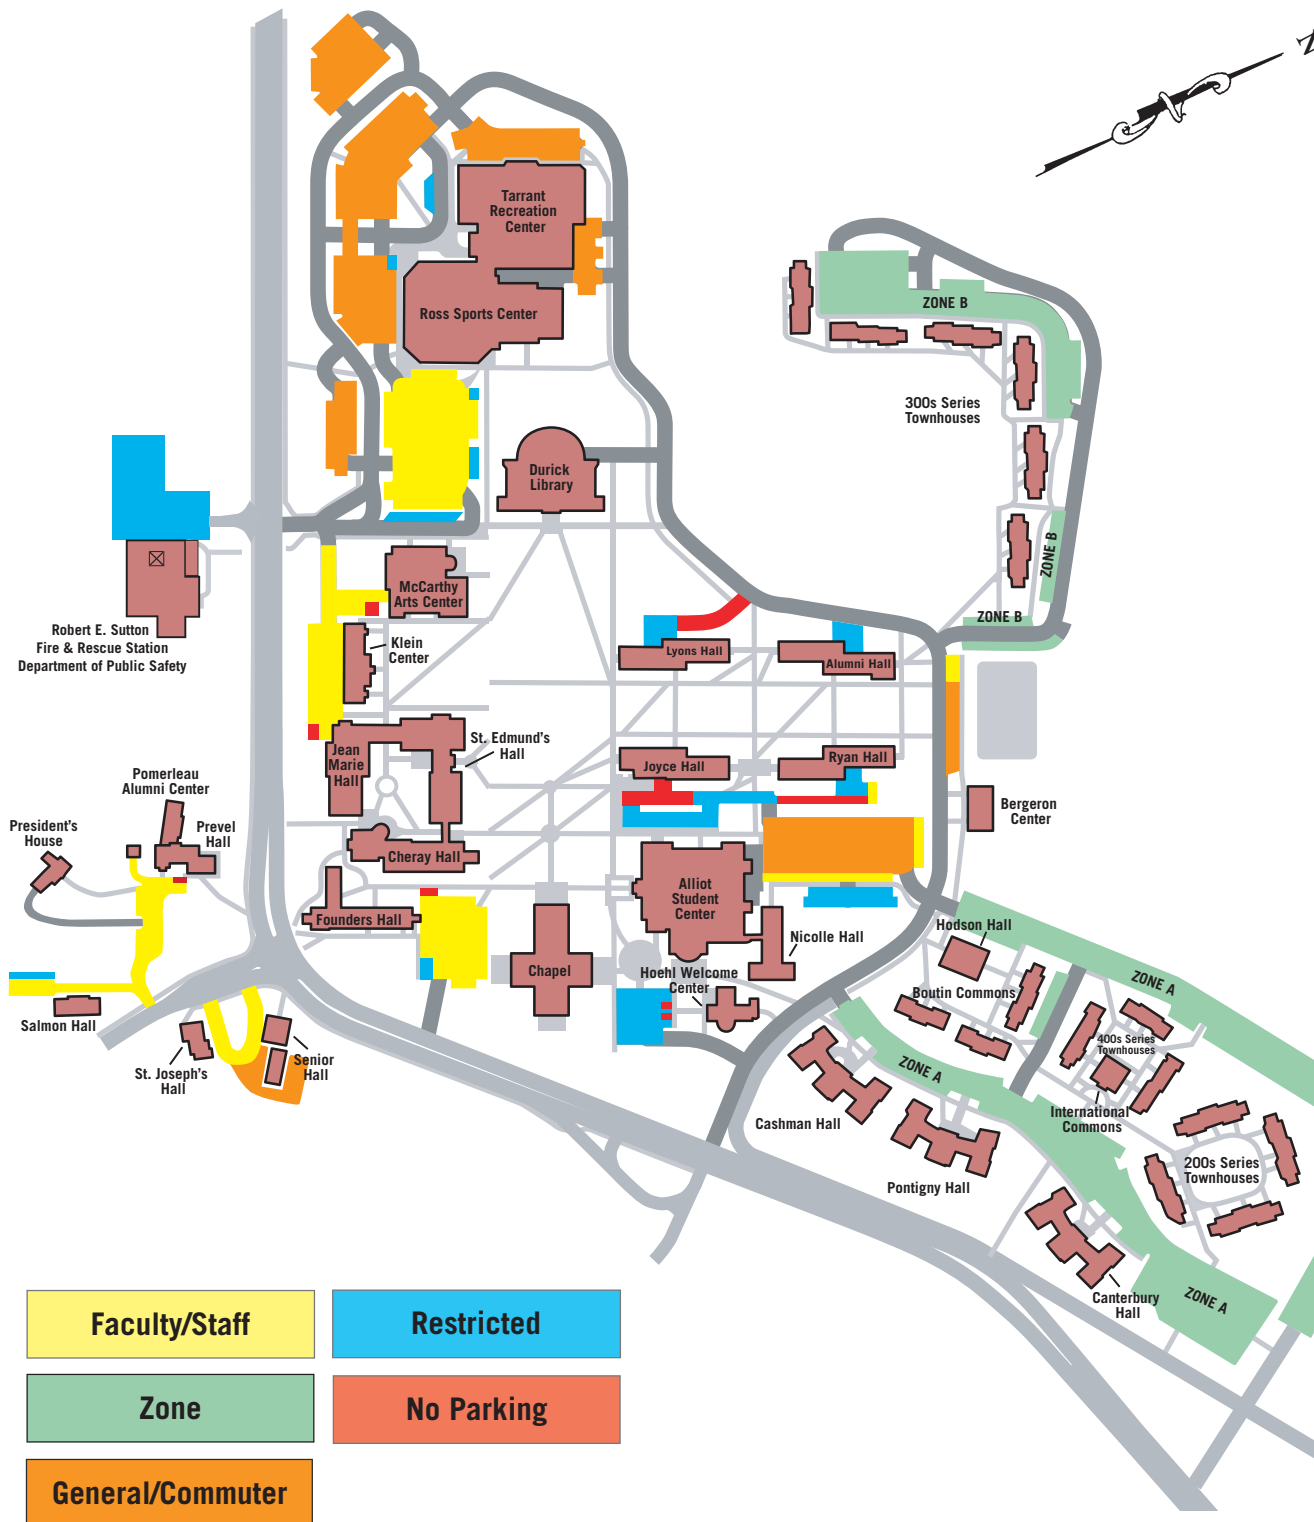 N
Tarrant
Recreation
Center
Ross Sports Center
ZONE B
300s Series
Townhouses
Durick
Library
ZONE B
McCarthy
Arts Center
ZONE B
Robert E. Sutton
Fire & Rescue Station
Department of Public Safety
Klein
Center
Lyons Hall
Alumni Hall
St. Edmund's
Hall
Jean
Marie
Hall
Joyce Hall
Ryan Hall
Pomerleau
Alumni Center
President's
House
Prevel
Hall
Bergeron
Center
Cheray Hall
Alliot
Student
Center
Founders Hall
Hodson Hall
Nicolle Hall
Chapel
Hoehl Welcome
Center
ZONE A
Boutin Commons
Salmon Hall
400s Series
Townhouses
Senior
Hall
St. Joseph's
Hall
ZONE A
International
Commons
Cashman Hall
200s Series
Townhouses
Pontigny Hall
Canterbury
Hall
ZONE A
Faculty/Staff
Restricted
Zone
No Parking
General/Commuter